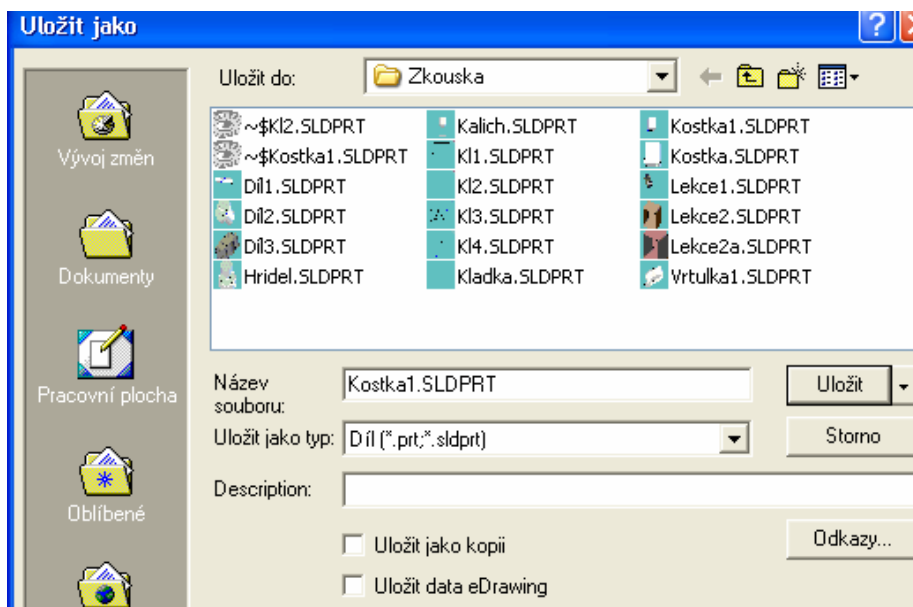 Uložit jako
Uložit do: Zkouska
~$Kl2.SLDPRT Kalich.SLDPRT Kostka1.SLDPRT
~$Kostka1.SLDPRT Kl1.SLDPRT Kostka.SLDPRT
Díl1.SLDPRT Kl2.SLDPRT Lekce1.SLDPRT
Díl2.SLDPRT Kl3.SLDPRT Lekce2.SLDPRT
Díl3.SLDPRT Kl4.SLDPRT Lekce2a.SLDPRT
Hridel.SLDPRT Kladka.SLDPRT Vrtulka1.SLDPRT
Vývoj změn
Dokumenty
Pracovní plocha
Oblíbené
Název souboru: Kostka1.SLDPRT Uložit
Uložit jako typ: Díl (*.prt;*.sldprt) Storno
Description:
Uložit jako kopii Odkazy...
Uložit data eDrawing